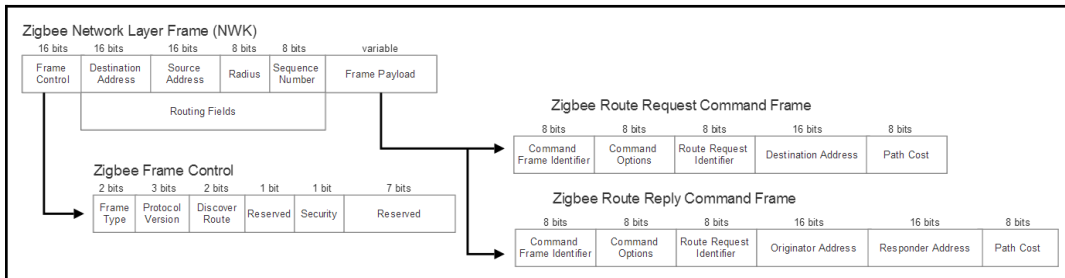 Zigbee Network Layer Frame (NWK)
16 bits 16 bits 16 bits 8 bits 8 bits variable
Frame Control Destination Address Source Address Radius Sequence Number Frame Payload
Routing Fields
Zigbee Frame Control
2 bits 3 bits 2 bits 1 bit 1 bit 7 bits
Frame Type Protocol Version Discover Route Reserved Security Reserved
Zigbee Route Request Command Frame
8 bits 8 bits 8 bits 16 bits 8 bits
Command Frame Identifier Command Options Route Request Identifier Destination Address Path Cost
Zigbee Route Reply Command Frame
8 bits 8 bits 8 bits 16 bits 16 bits 8 bits
Command Frame Identifier Command Options Route Request Identifier Originator Address Responder Address Path Cost